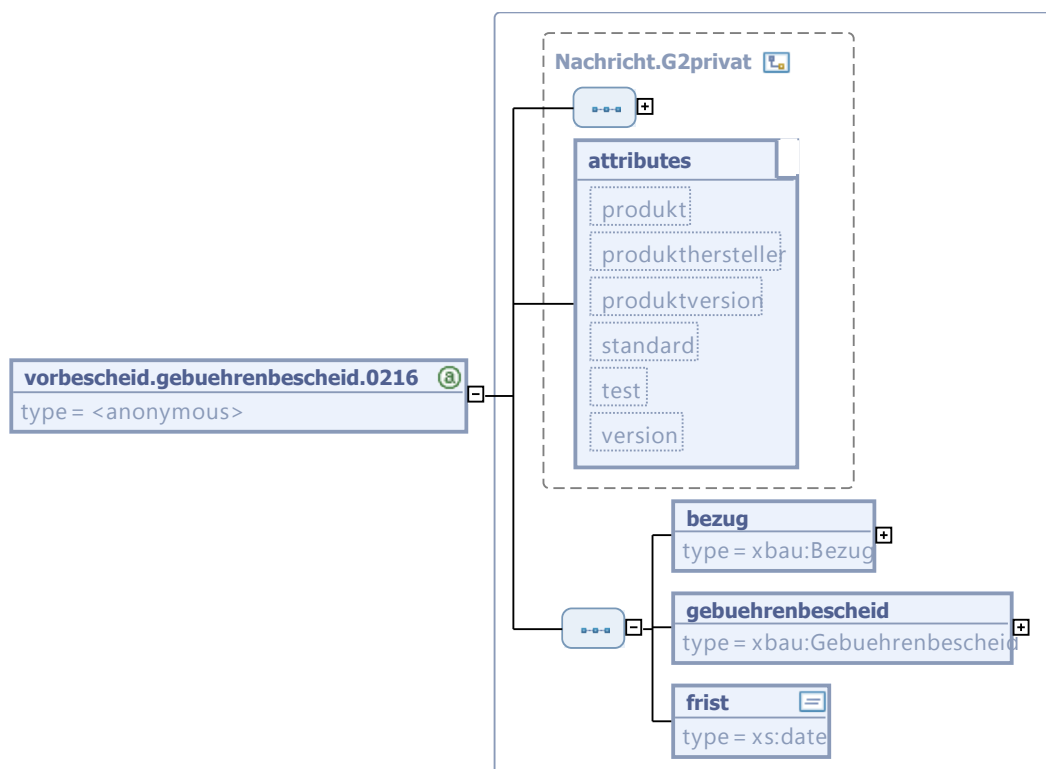 Nachricht.G2privat
attributes
produkt
produkthersteller
produktversion
standard
test
version
vorbescheid.gebuehrenbescheid.0216
type = <anonymous>
bezug
type = xbau:Bezug
gebuehrenbescheid
type = xbau:Gebuehrenbescheid
frist
type = xs:date